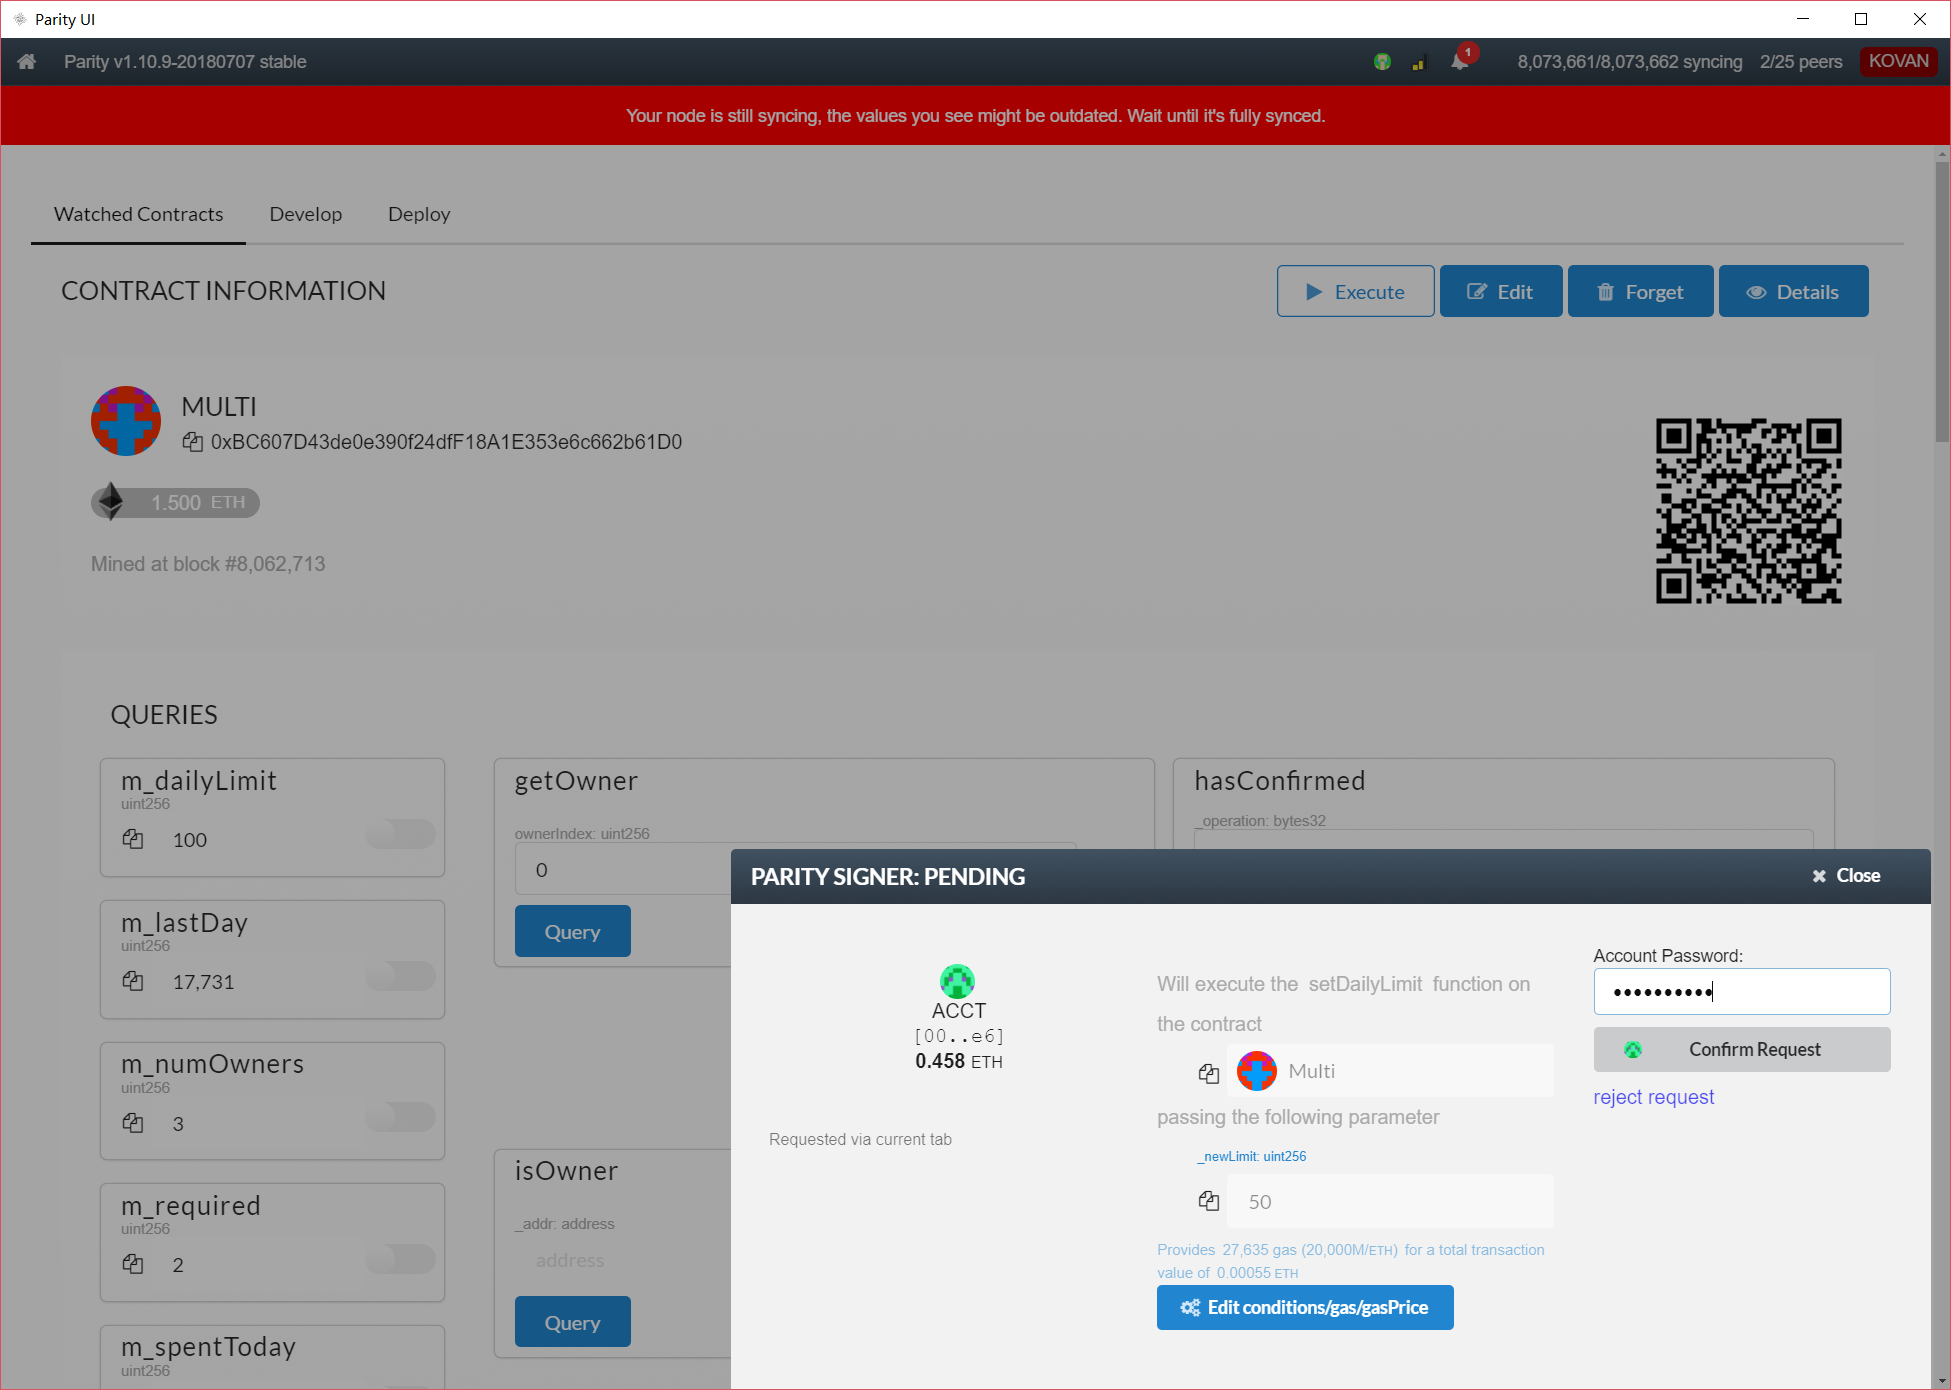 Parity UI
Parity v1.10.9-20180707 stable
1
8,073,661/8,073,662 syncing
2/25 peers
KOVAN
Your node is still syncing, the values you see might be outdated. Wait until it's fully synced.
Watched Contracts
Develop
Deploy
CONTRACT INFORMATION
Execute
Edit
Forget
Details
MULTI
0xBC607D43de0e390f24dfF18A1E353e6c662b61D0
1.500 ETH
Mined at block #8,062,713
QUERIES
m_dailyLimit
uint256
100
m_lastDay
uint256
17,731
m_numOwners
uint256
3
m_required
uint256
2
m_spentToday
uint256
getOwner
ownerIndex: uint256
0
Query
isOwner
_addr: address
address
Query
hasConfirmed
_operation: bytes32
PARITY SIGNER: PENDING
Close
ACCT
[00..e6]
0.458 ETH
Requested via current tab
Will execute the setDailyLimit function on
the contract
Multi
passing the following parameter
_newLimit: uint256
50
Provides 27,635 gas (20,000M/ETH) for a total transaction
value of 0.00055 ETH
Edit conditions/gas/gasPrice
Account Password:
••••••••••
Confirm Request
reject request